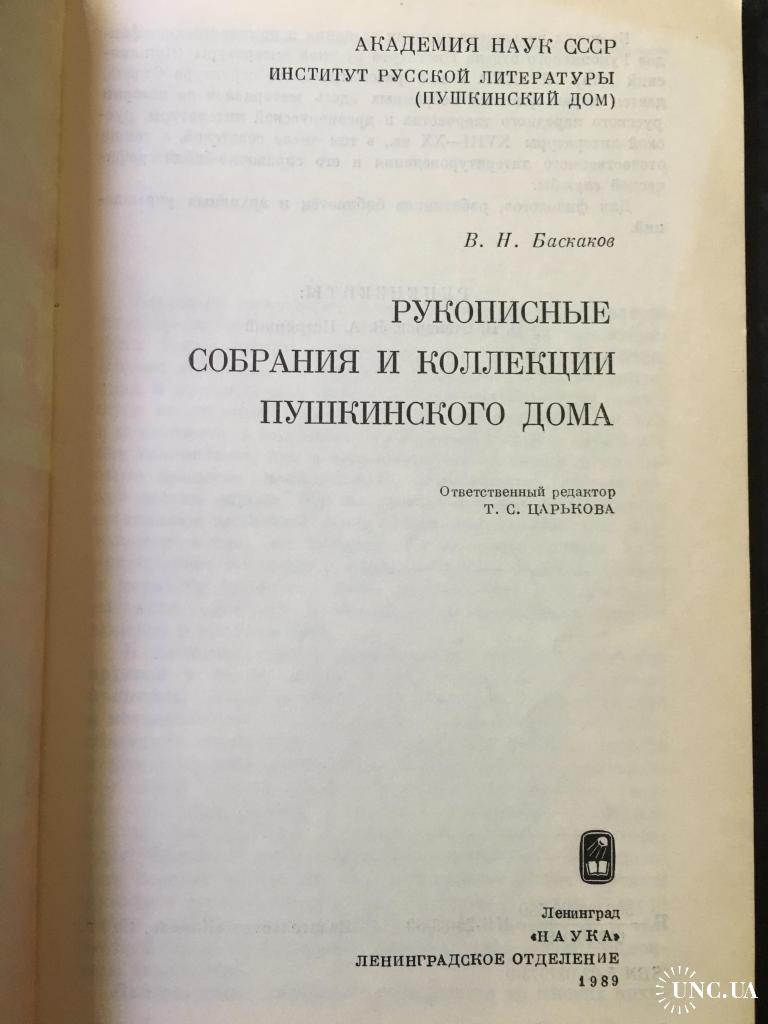 АКАДЕМИЯ НАУК СССР
ИНСТИТУТ РУССКОЙ ЛИТЕРАТУРЫ
(ПУШКИНСКИЙ ДОМ)
В. Н. Баскаков
РУКОПИСНЫЕ
СОБРАНИЯ И КОЛЛЕКЦИИ
ПУШКИНСКОГО ДОМА
Ответственный редактор
Т. С. ЦАРЬКОВА
Ленинград
«НАУКА»
ЛЕНИНГРАДСКОЕ ОТДЕЛЕНИЕ
1989
UNC.UA